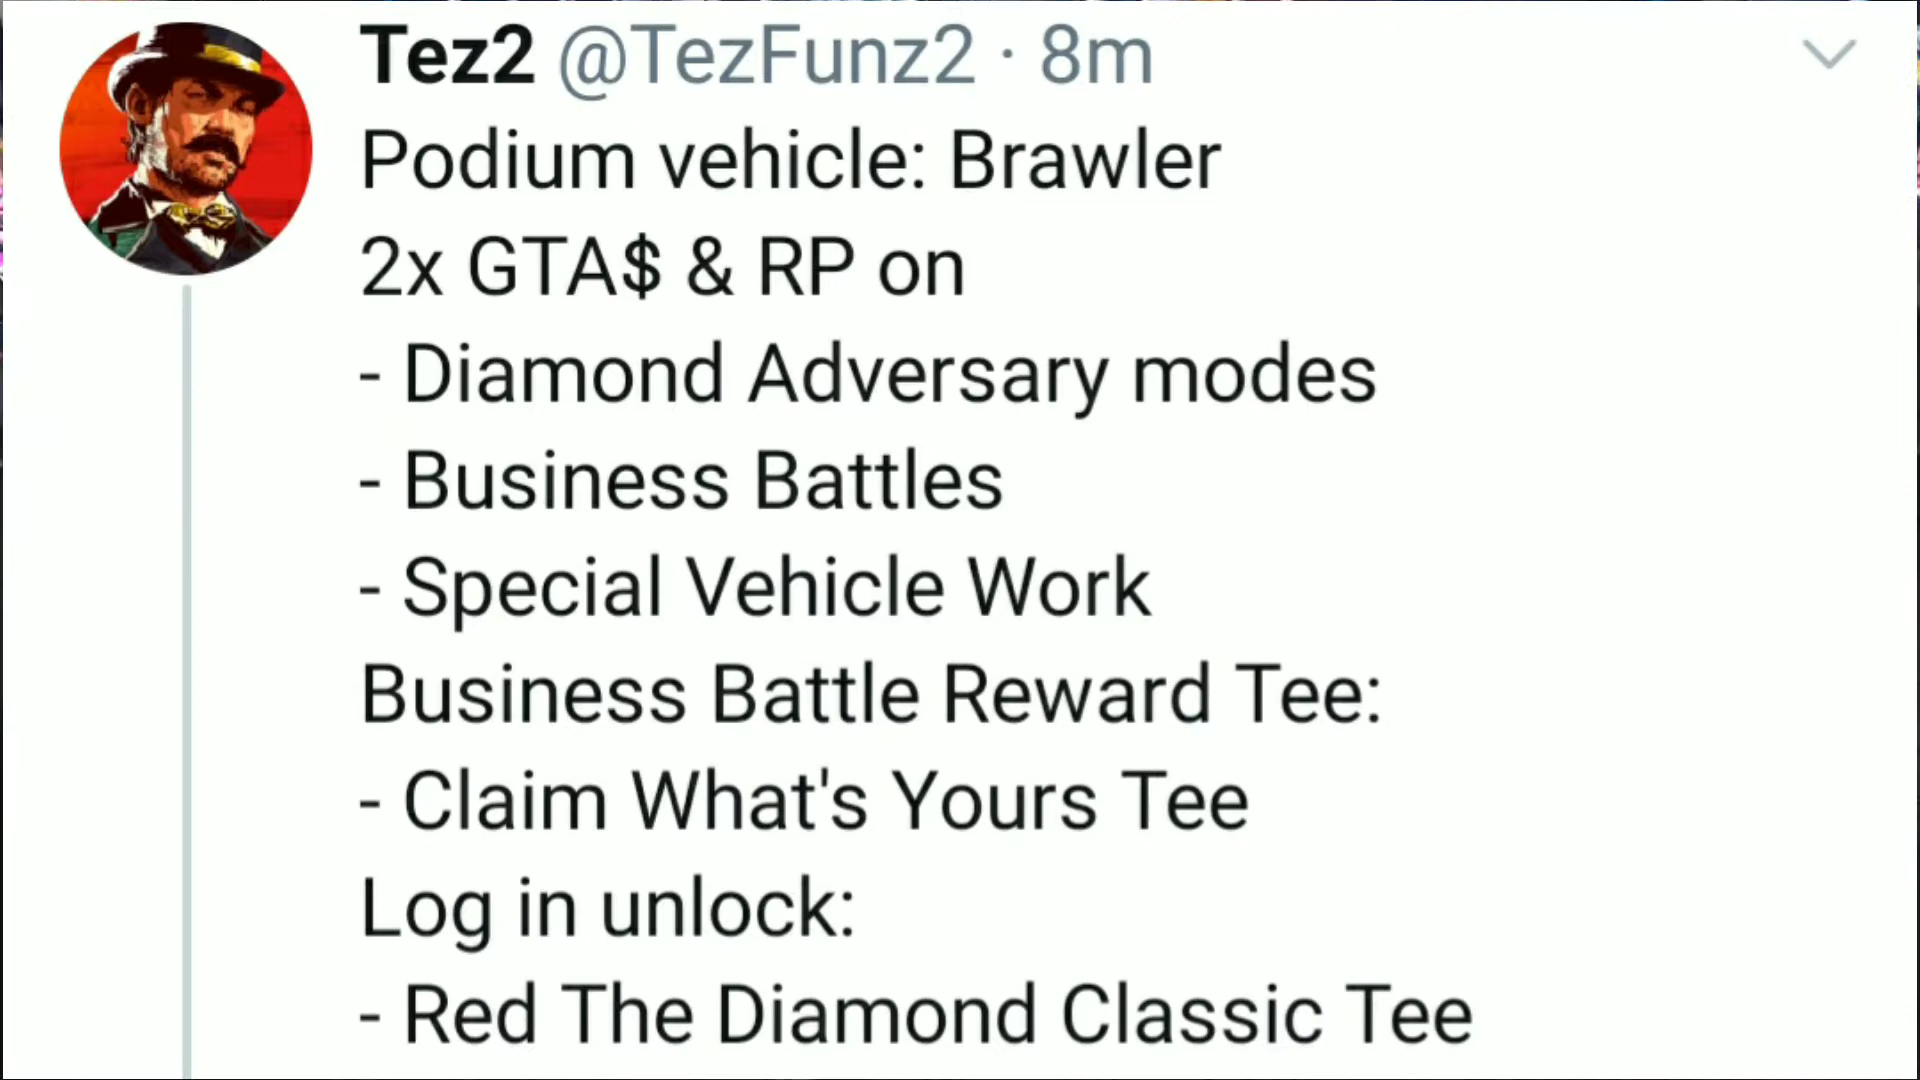 Tez2 @TezFunz2 · 8m
Podium vehicle: Brawler
2x GTA$ & RP on
- Diamond Adversary modes
- Business Battles
- Special Vehicle Work
Business Battle Reward Tee:
- Claim What's Yours Tee
Log in unlock:
- Red The Diamond Classic Tee